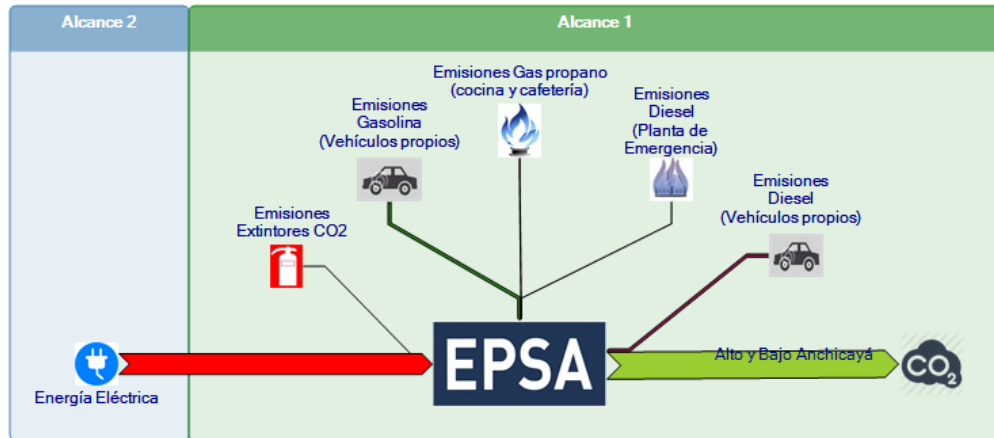 Alcance 2
Alcance 1
Emisiones Gas propano
(cocina y cafetería)
Emisiones
Gasolina
(Vehículos propios)
Emisiones
Diesel
(Planta de
Emergencia)
Emisiones
Diesel
(Vehículos propios)
Emisiones
Extintores CO2
Energía Eléctrica
EPSA
Alto y Bajo Anchicayá
CO2